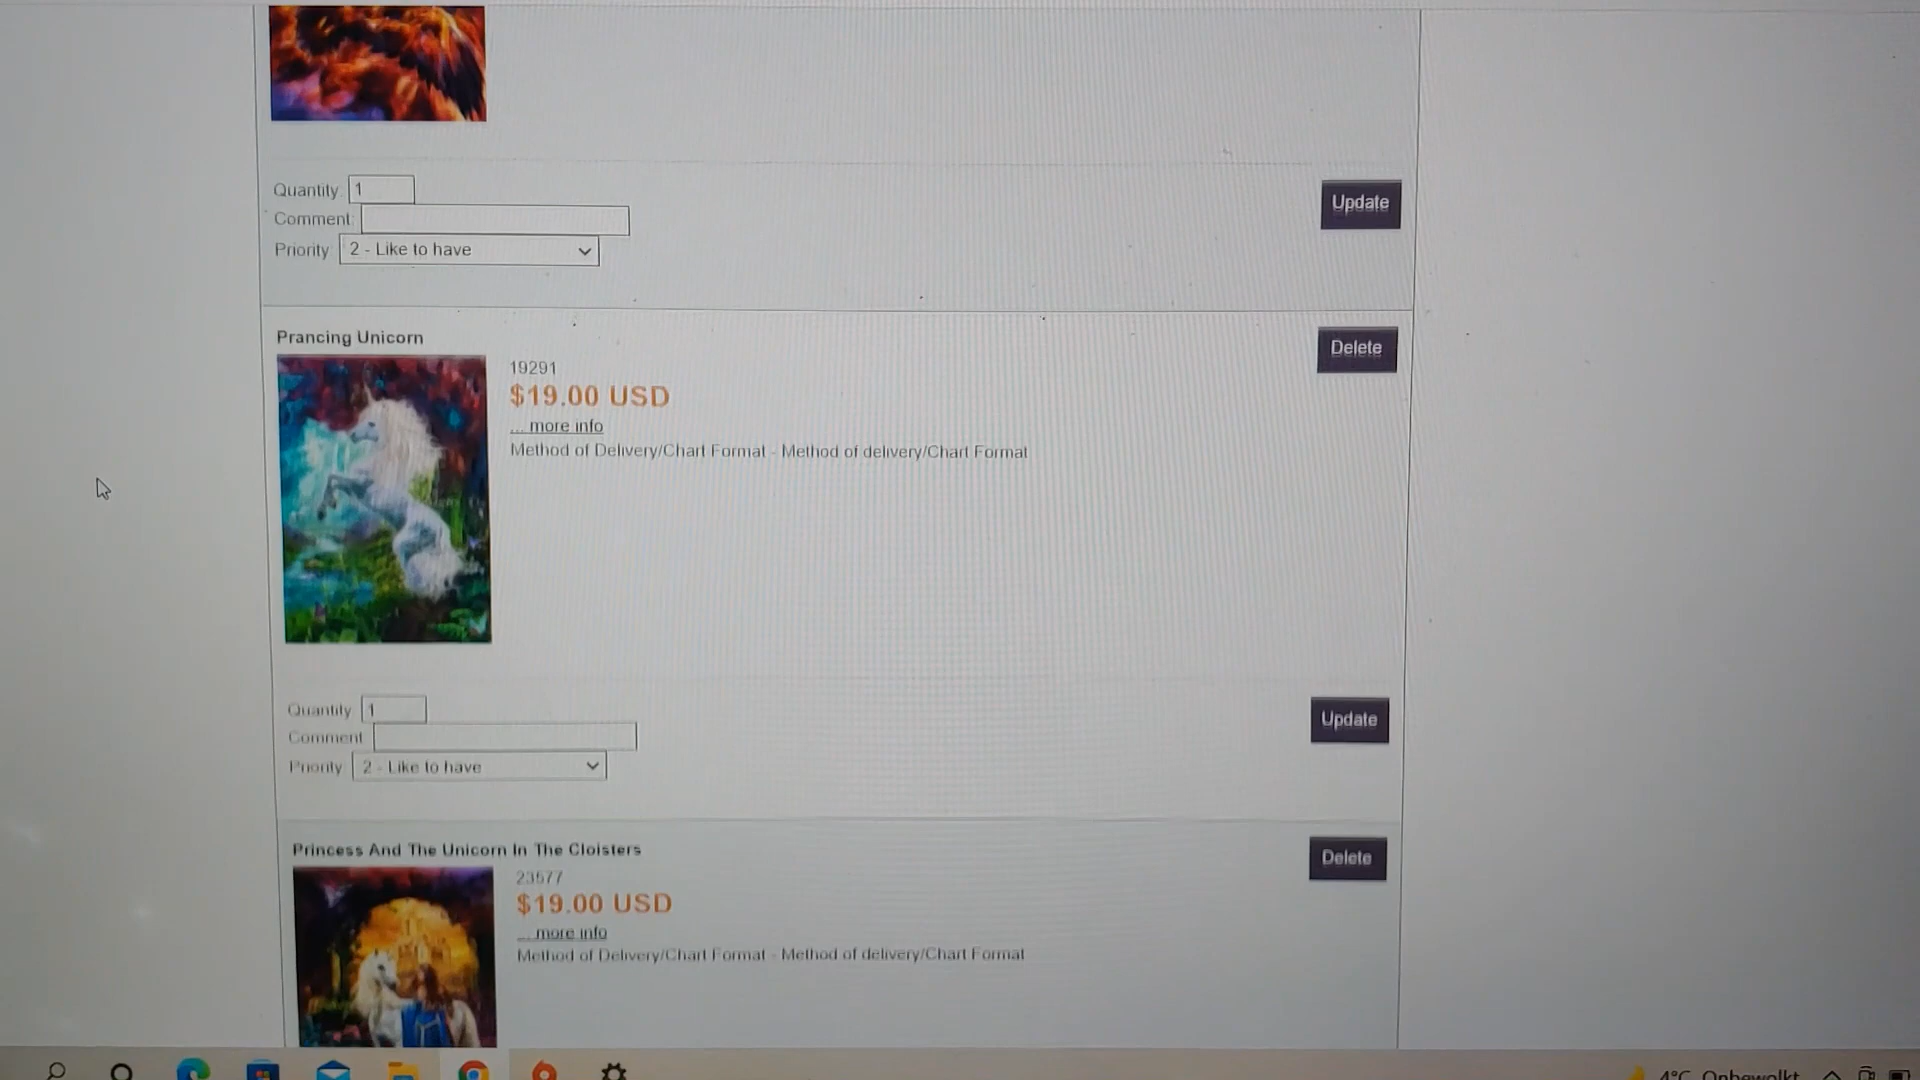 Quantity: 1
Comment:
Priority: 2 - Like to have
Update
Prancing Unicorn
Delete
19291
$19.00 USD
... more info
Method of Delivery/Chart Format - Method of delivery/Chart Format
Quantity: 1
Comment:
Priority: 2 - Like to have
Update
Princess And The Unicorn In The Cloisters
Delete
23577
$19.00 USD
... more info
Method of Delivery/Chart Format - Method of delivery/Chart Format
4°C Onbewolkt